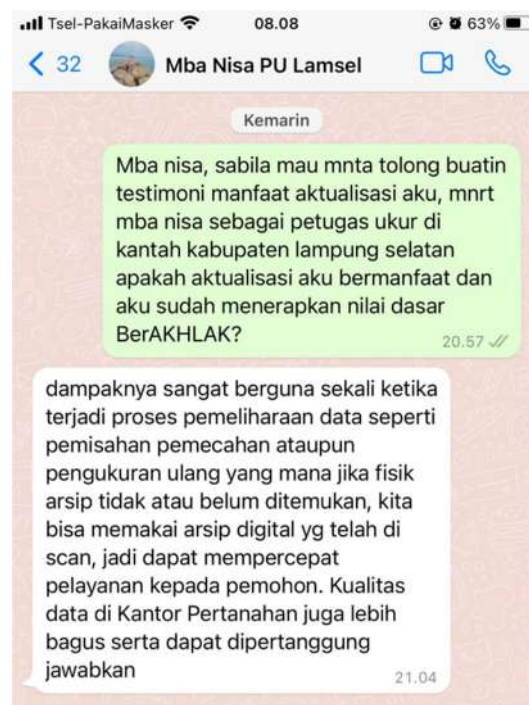 Tsel-PakaiMasker 08.08 63%
32 Mba Nisa PU Lamsel
Kemarin
Mba nisa, sabila mau mnta tolong buatin
testimoni manfaat aktualisasi aku, mnrt
mba nisa sebagai petugas ukur di
kantah kabupaten lampung selatan
apakah aktualisasi aku bermanfaat dan
aku sudah menerapkan nilai dasar
BerAKHLAK?
20.57
dampaknya sangat berguna sekali ketika
terjadi proses pemeliharaan data seperti
pemisahan pemecahan ataupun
pengukuran ulang yang mana jika fisik
arsip tidak atau belum ditemukan, kita
bisa memakai arsip digital yg telah di
scan, jadi dapat mempercepat
pelayanan kepada pemohon. Kualitas
data di Kantor Pertanahan juga lebih
bagus serta dapat dipertanggung
jawabkan
21.04